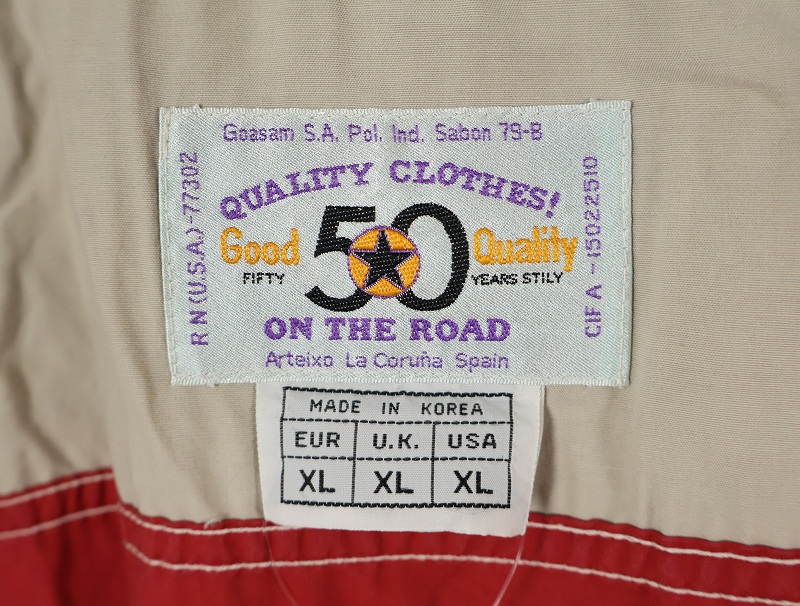 Goasam S.A. Pol. Ind. Sabon 79-B
QUALITY CLOTHES!
Good 50 Quality
FIFTY YEARS STILY
ON THE ROAD
Arteixo La Coruña Spain
RN(U.S.A.)-77302
CIF A-15022510
MADE IN KOREA
EUR U.K. USA
XL XL XL